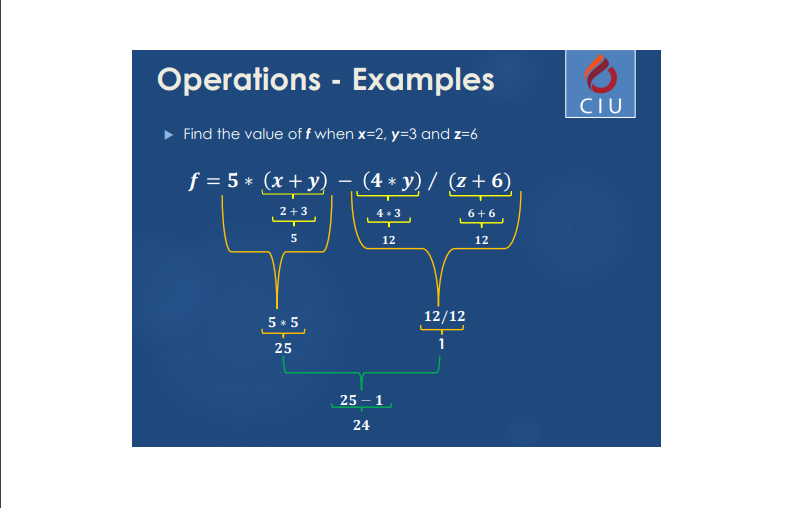 Operations - Examples
CIU
▶ Find the value of f when x=2, y=3 and z=6
f = 5 * (x + y) − (4 * y) / (z + 6)
2 + 3 4 * 3 6 + 6
5 12 12
5 * 5 12/12
25 1
25 − 1
24